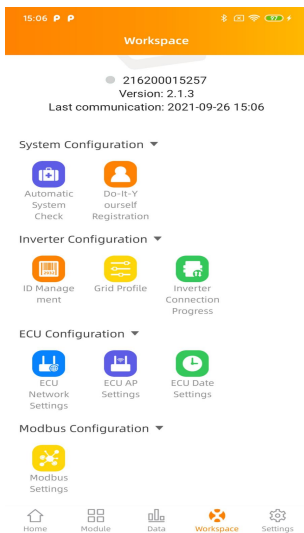 15:06 P P 97
Workspace
216200015257
Version: 2.1.3
Last communication: 2021-09-26 15:06
System Configuration
Automatic
System
Check
Do-It-Y
ourself
Registration
Inverter Configuration
ID Manage
ment
Grid Profile
Inverter
Connection
Progress
ECU Configuration
ECU
Network
Settings
ECU AP
Settings
ECU Date
Settings
Modbus Configuration
Modbus
Settings
Home Module Data Workspace Settings